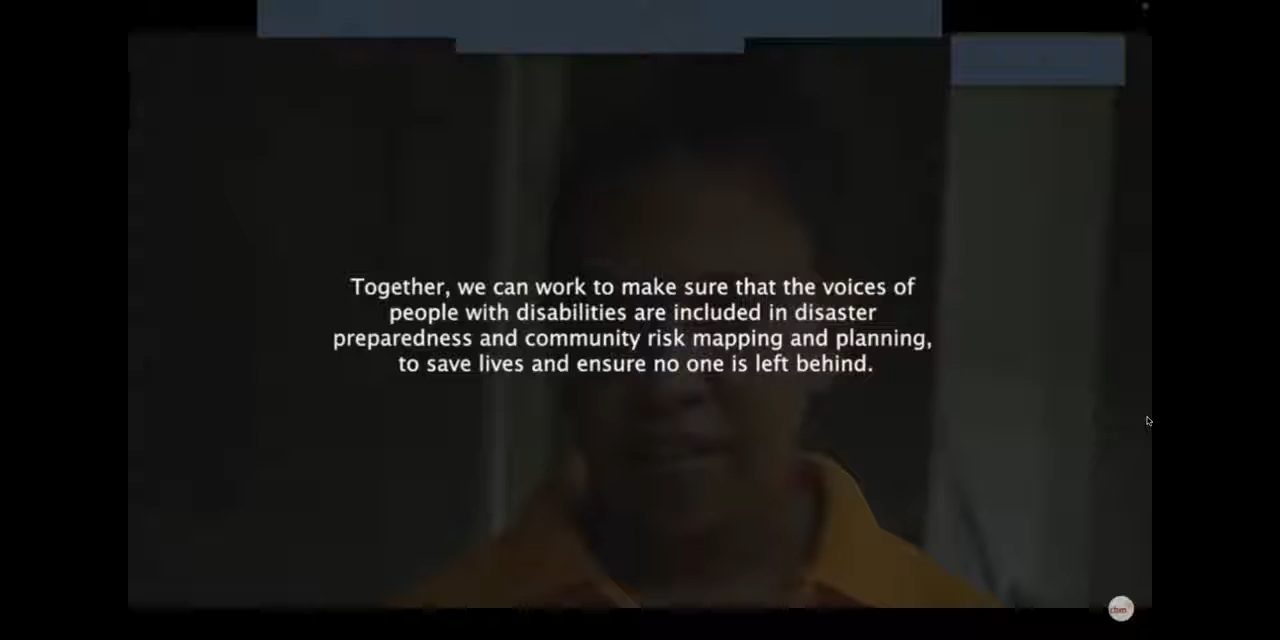 Together, we can work to make sure that the voices of
people with disabilities are included in disaster
preparedness and community risk mapping and planning,
to save lives and ensure no one is left behind.
cbm